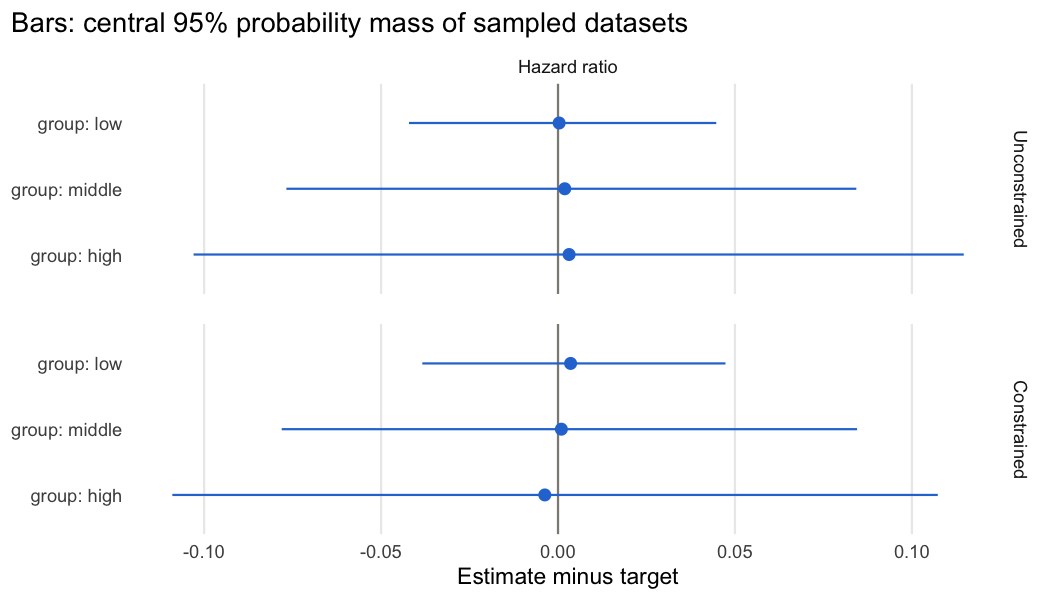 Bars: central 95% probability mass of sampled datasets
Hazard ratio
group: low
group: middle
group: high
Unconstrained
group: low
group: middle
group: high
Constrained
-0.10 -0.05 0.00 0.05 0.10
Estimate minus target